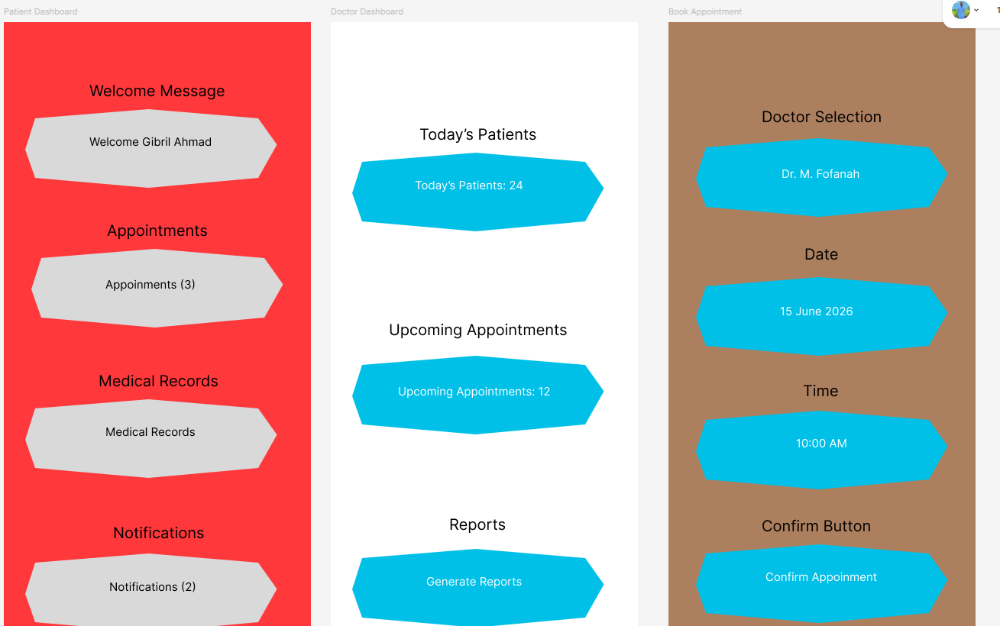 Patient Dashboard
Welcome Message
Welcome Gibril Ahmad
Appointments
Appoinments (3)
Medical Records
Medical Records
Notifications
Notifications (2)
Doctor Dashboard
Today’s Patients
Today’s Patients: 24
Upcoming Appointments
Upcoming Appointments: 12
Reports
Generate Reports
Book Appointment
Doctor Selection
Dr. M. Fofanah
Date
15 June 2026
Time
10:00 AM
Confirm Button
Confirm Appoinment